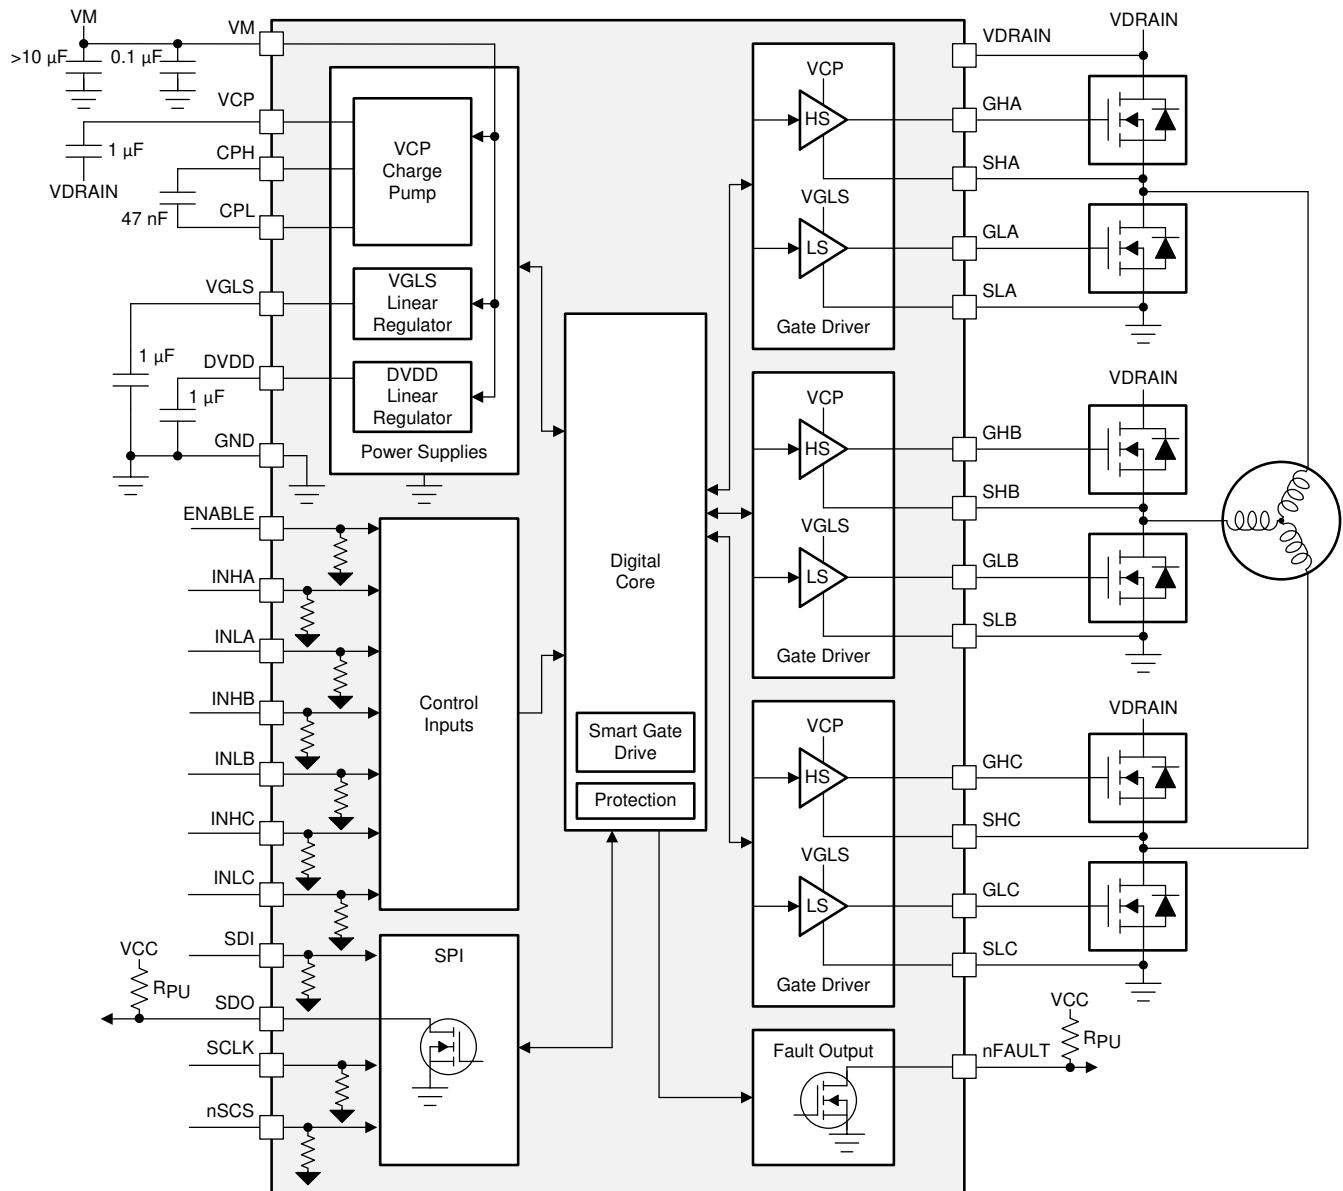 VM
>10 µF
0.1 µF
VCP
1 µF
VDRAIN
CPH
47 nF
CPL
VGLS
1 µF
DVDD
1 µF
GND
ENABLE
INHA
INLA
INHB
INLB
INHC
INLC
SDI
VCC
RPU
SDO
SCLK
nSCS
VM
VCP
Charge
Pump
VGLS
Linear
Regulator
DVDD
Linear
Regulator
Power Supplies
Control
Inputs
SPI
Digital
Core
Smart Gate
Drive
Protection
VCP
HS
VGLS
LS
Gate Driver
VCP
HS
VGLS
LS
Gate Driver
VCP
HS
VGLS
LS
Gate Driver
Fault Output
VDRAIN
VDRAIN
GHA
SHA
GLA
SLA
VDRAIN
GHB
SHB
GLB
SLB
VDRAIN
GHC
SHC
GLC
SLC
VCC
RPU
nFAULT